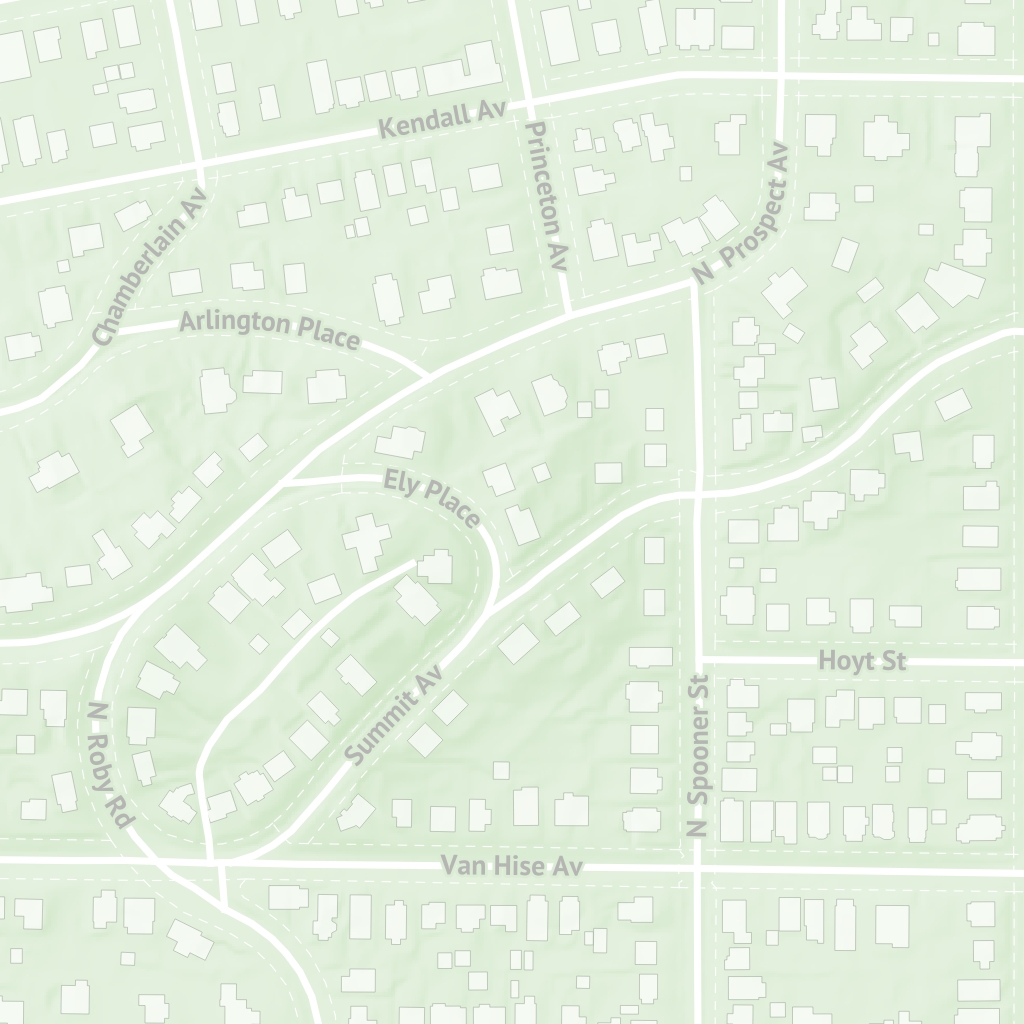 Kendall Av
Princeton Av
N Prospect Av
Chamberlain Av
Arlington Place
Ely Place
Hoyt St
Summit Av
N Roby Rd
N Spooner St
Van Hise Av